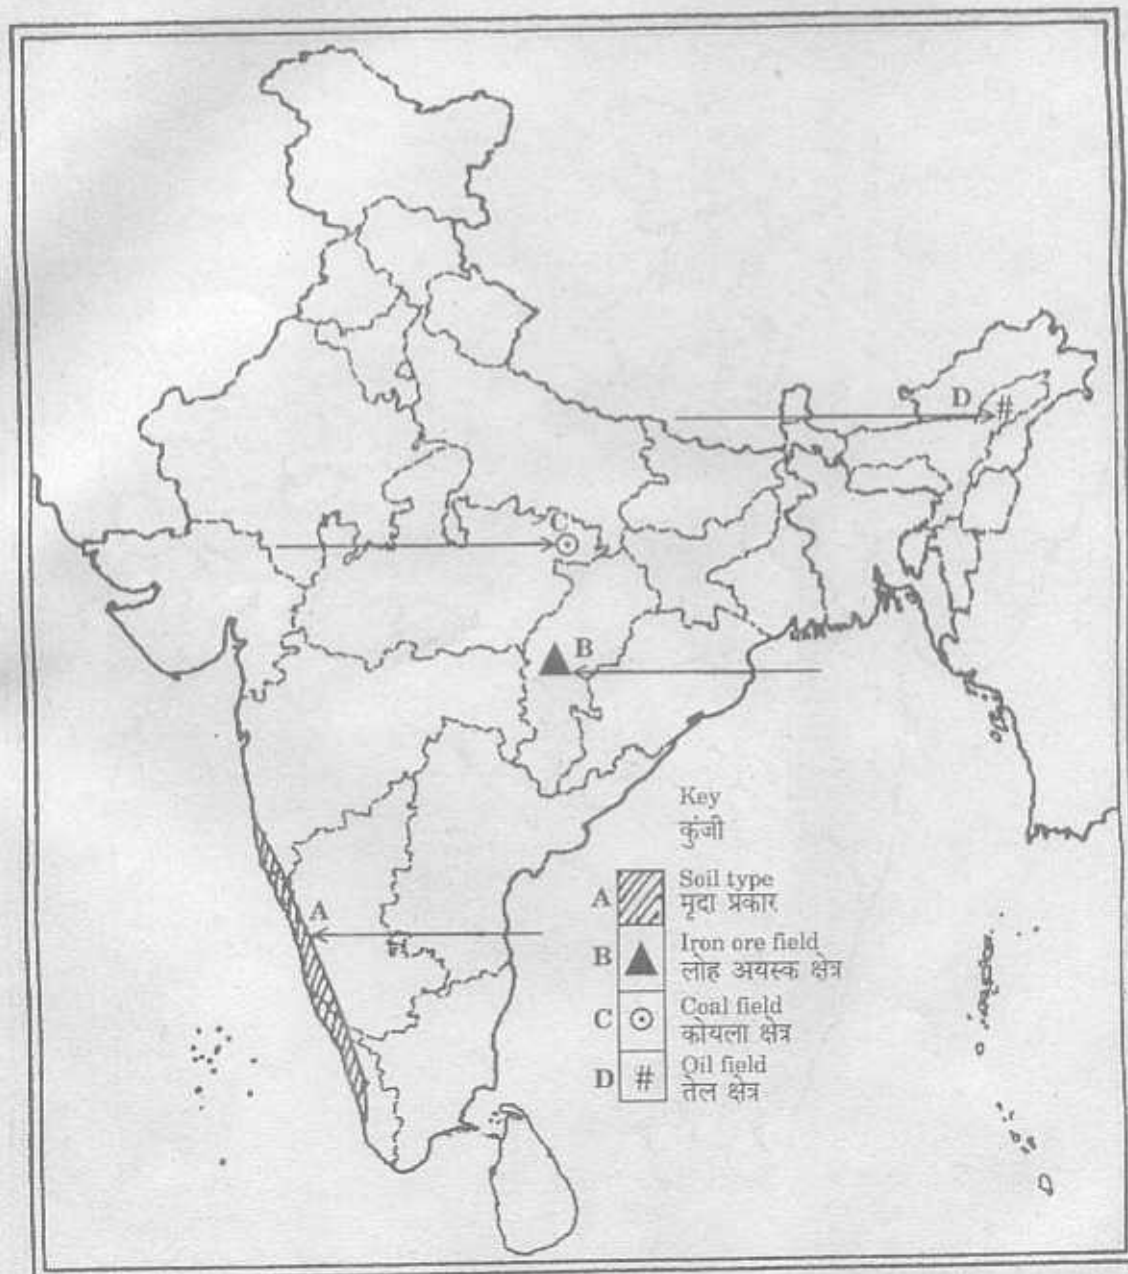 D
#
C
B
A
Key
कुंजी
A
Soil type
मृदा प्रकार
B
Iron ore field
लोह अयस्क क्षेत्र
C
Coal field
कोयला क्षेत्र
D
#
Oil field
तेल क्षेत्र